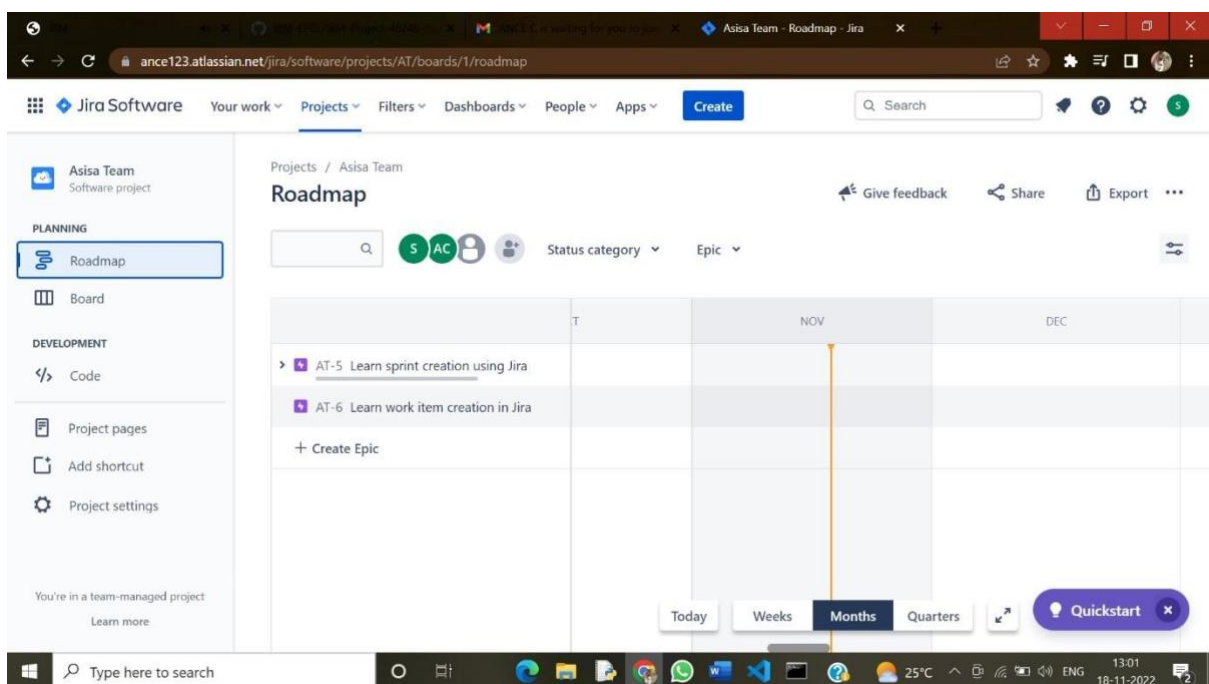 Asisa Team - Roadmap - Jira
ance123.atlassian.net/jira/software/projects/AT/boards/1/roadmap
Jira Software Your work Projects Filters Dashboards People Apps Create Search S
Asisa Team
Software project
PLANNING
Roadmap
Board
DEVELOPMENT
Code
Project pages
Add shortcut
Project settings
You're in a team-managed project
Learn more
Projects / Asisa Team
Roadmap
Give feedback Share Export
S AC Status category Epic
T NOV DEC
AT-5 Learn sprint creation using Jira
AT-6 Learn work item creation in Jira
+ Create Epic
Today Weeks Months Quarters
Quickstart
Type here to search
25°C ENG
13:01
18-11-2022
2